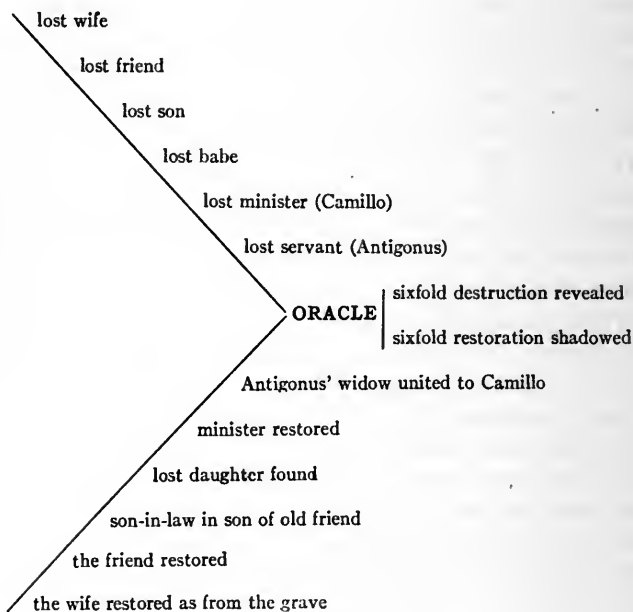 lost wife
lost friend
lost son
lost babe
lost minister (Camillo)
lost servant (Antigonus)
ORACLE
sixfold destruction revealed
sixfold restoration shadowed
Antigonus' widow united to Camillo
minister restored
lost daughter found
son-in-law in son of old friend
the friend restored
the wife restored as from the grave